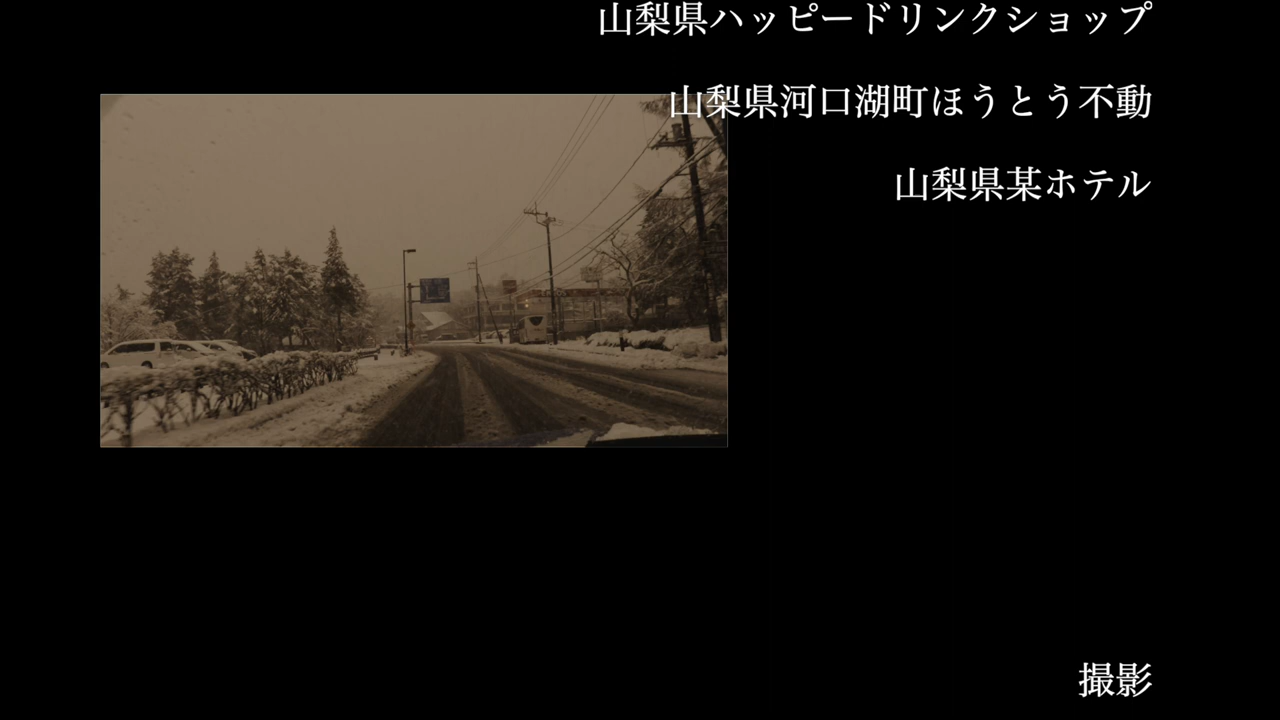 山梨県ハッピードリンクショップ
山梨県河口湖町ほうとう不動
山梨県某ホテル
撮影